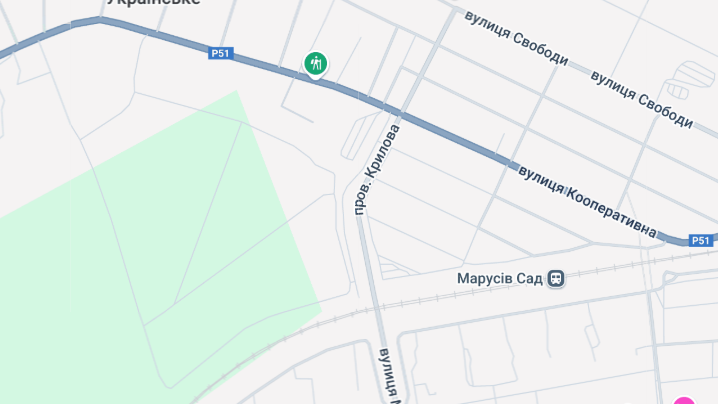 Українське
вулиця Свободи
P51
вулиця Свободи
пров. Крилова
вулиця Кооперативна
P51
Марусів Сад
вулиця